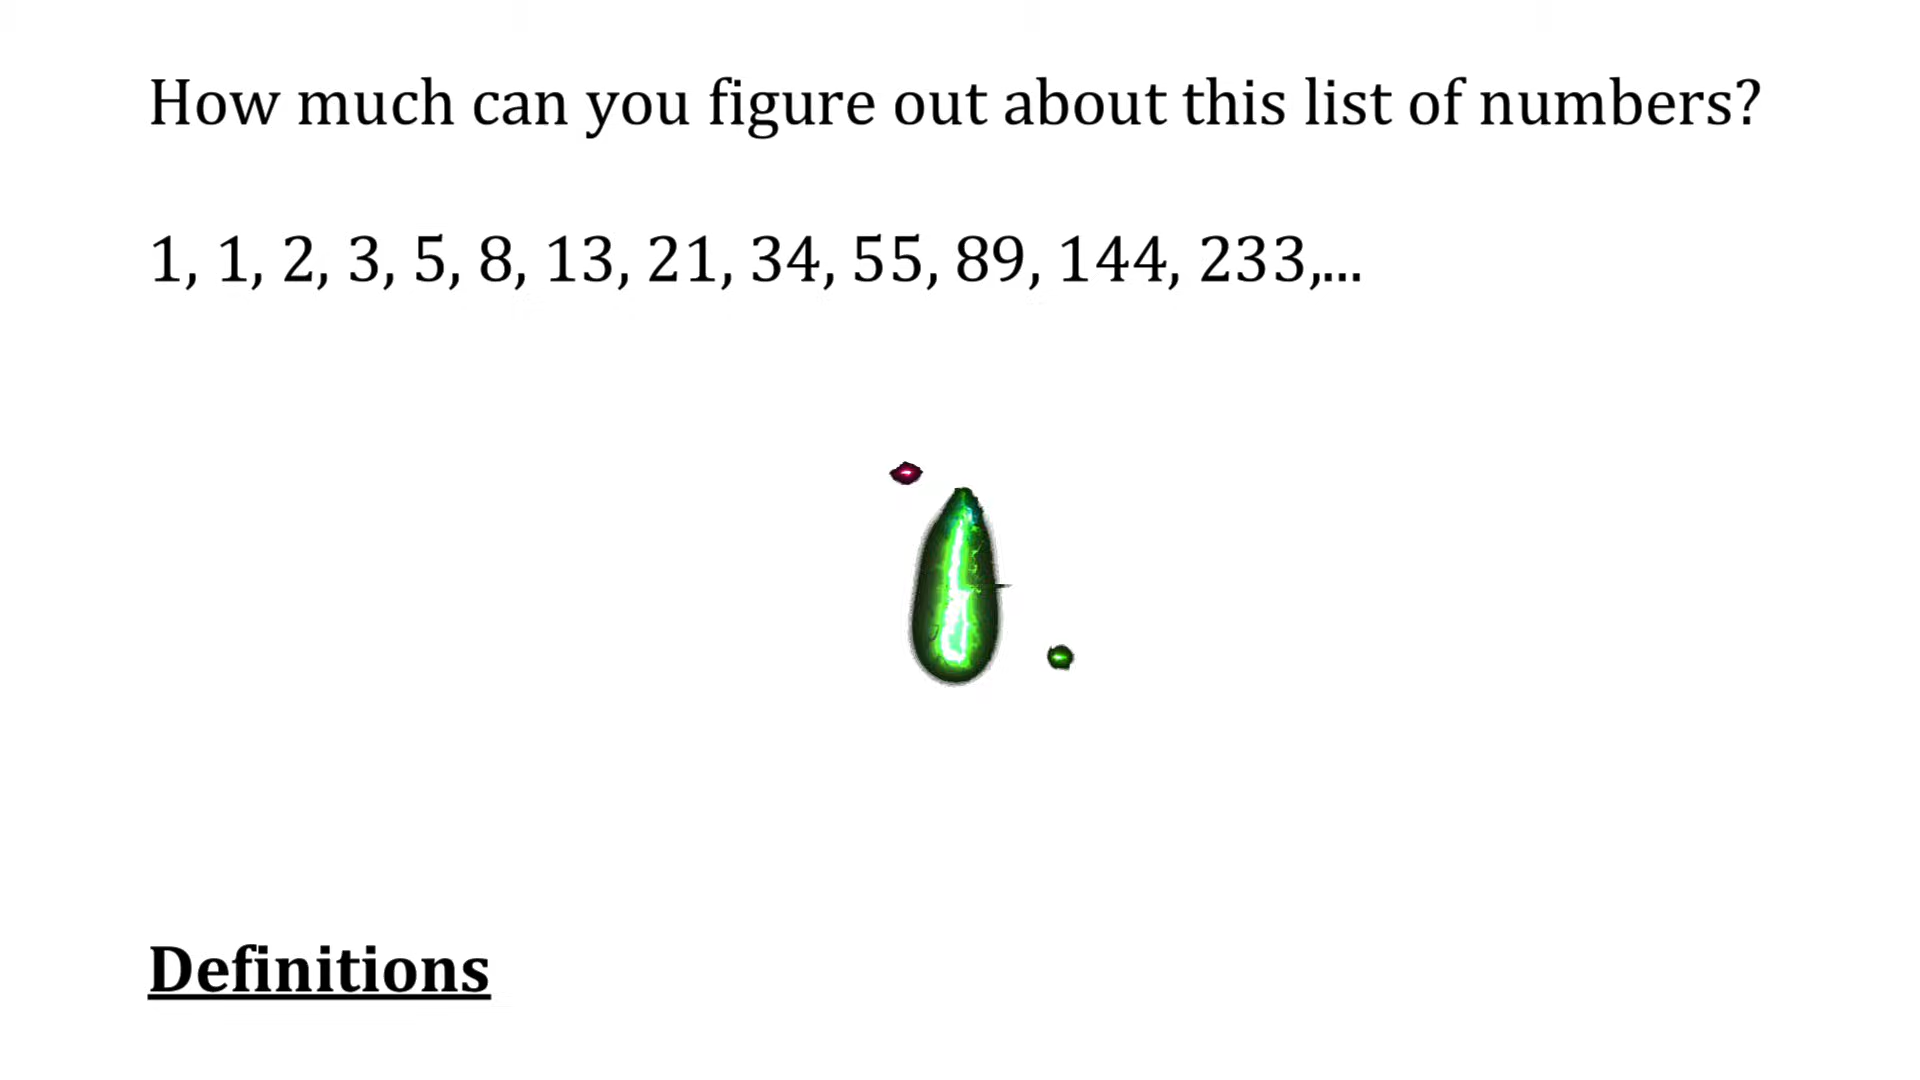 How much can you figure out about this list of numbers?
1, 1, 2, 3, 5, 8, 13, 21, 34, 55, 89, 144, 233,...
Definitions